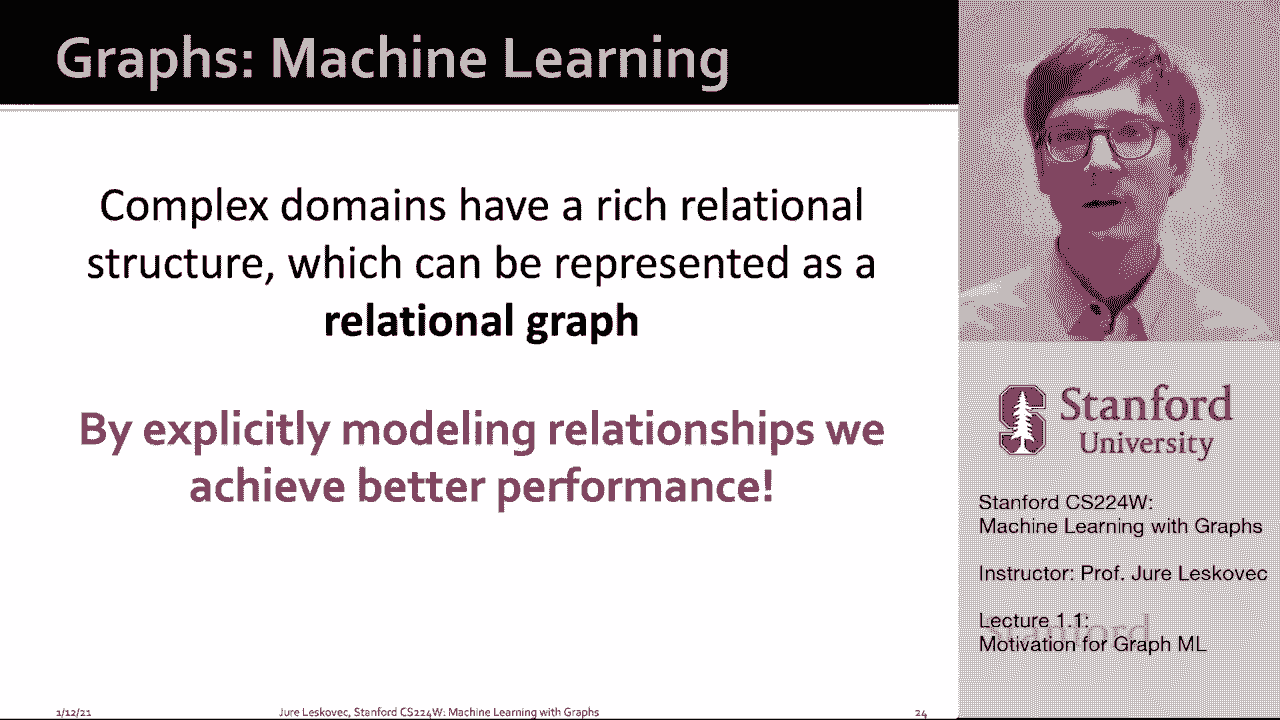 Graphs: Machine Learning
Complex domains have a rich relational
structure, which can be represented as a
relational graph
By explicitly modeling relationships we
achieve better performance!
1/12/21
Jure Leskovec, Stanford CS224W: Machine Learning with Graphs
24
Stanford
University
Stanford CS224W:
Machine Learning with Graphs
Instructor: Prof. Jure Leskovec
Lecture 1.1:
Motivation for Graph ML